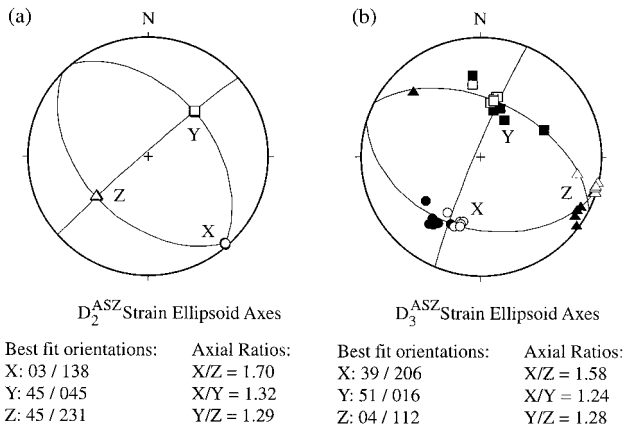 (a)
N
Y
Z
X
D₂ᴬˢᶻ Strain Ellipsoid Axes
Best fit orientations:
X: 03 / 138
Y: 45 / 045
Z: 45 / 231
Axial Ratios:
X/Z = 1.70
X/Y = 1.32
Y/Z = 1.29
(b)
N
Y
Z
X
D₃ᴬˢᶻ Strain Ellipsoid Axes
Best fit orientations:
X: 39 / 206
Y: 51 / 016
Z: 04 / 112
Axial Ratios:
X/Z = 1.58
X/Y = 1.24
Y/Z = 1.28